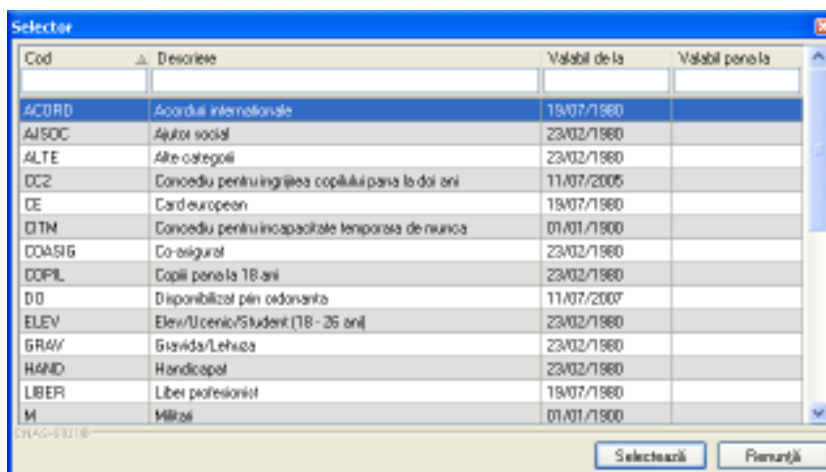 Selector
Cod Descriere Valabil de la Valabil pana la
ACORD Acorduri internationale 19/07/1980
AJSOC Ajutor social 23/02/1980
ALTE Alte categorii 23/02/1980
CC2 Concediu pentru ingrijirea copilului pana la doi ani 11/07/2005
CE Card european 19/07/1980
CITM Concediu pentru incapacitate temporara de munca 01/01/1900
COASIG Co-asigurat 23/02/1980
COPIL Copii pana la 18 ani 23/02/1980
DO Disponibilizat prin ordonanta 11/07/2007
ELEV Elev/Ucenic/Student (18 - 26 ani) 23/02/1980
GRAV Gravida/Lehuza 23/02/1980
HAND Handicapat 23/02/1980
LIBER Liber profesionist 19/07/1980
M Militari 01/01/1900
CNAS-SIUI©
Selectează Renunţă